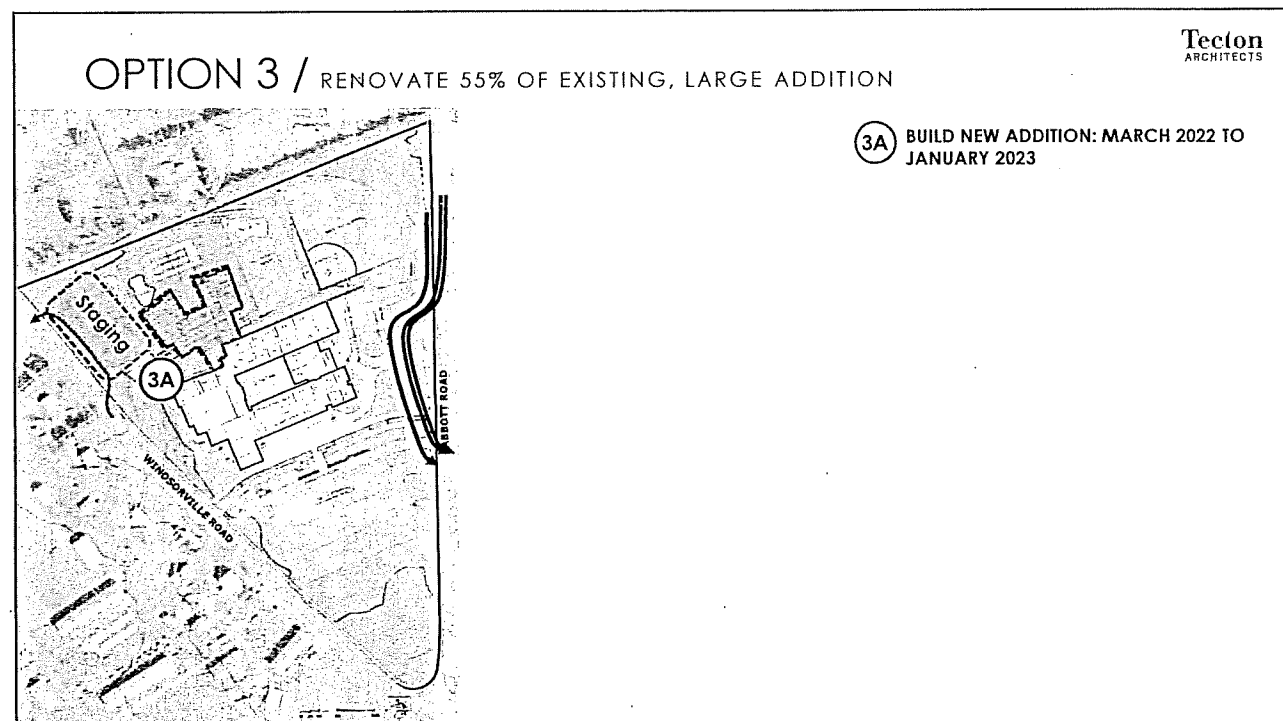 Tecton
ARCHITECTS
OPTION 3 / RENOVATE 55% OF EXISTING, LARGE ADDITION
3A BUILD NEW ADDITION: MARCH 2022 TO
JANUARY 2023
Staging
3A
BBOTT ROAD
WINDSORVILLE ROAD